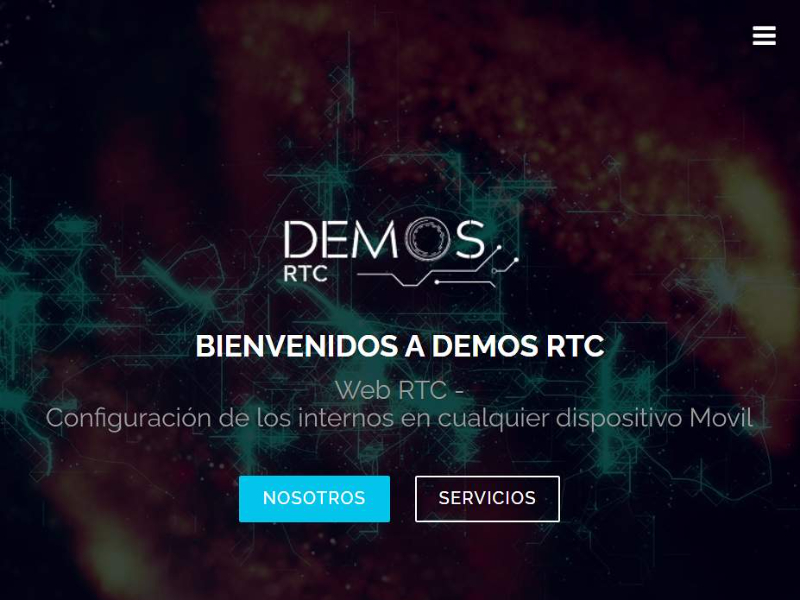 DEMOS
RTC
BIENVENIDOS A DEMOS RTC
Web RTC -
Configuración de los internos en cualquier dispositivo Movil
NOSOTROS
SERVICIOS